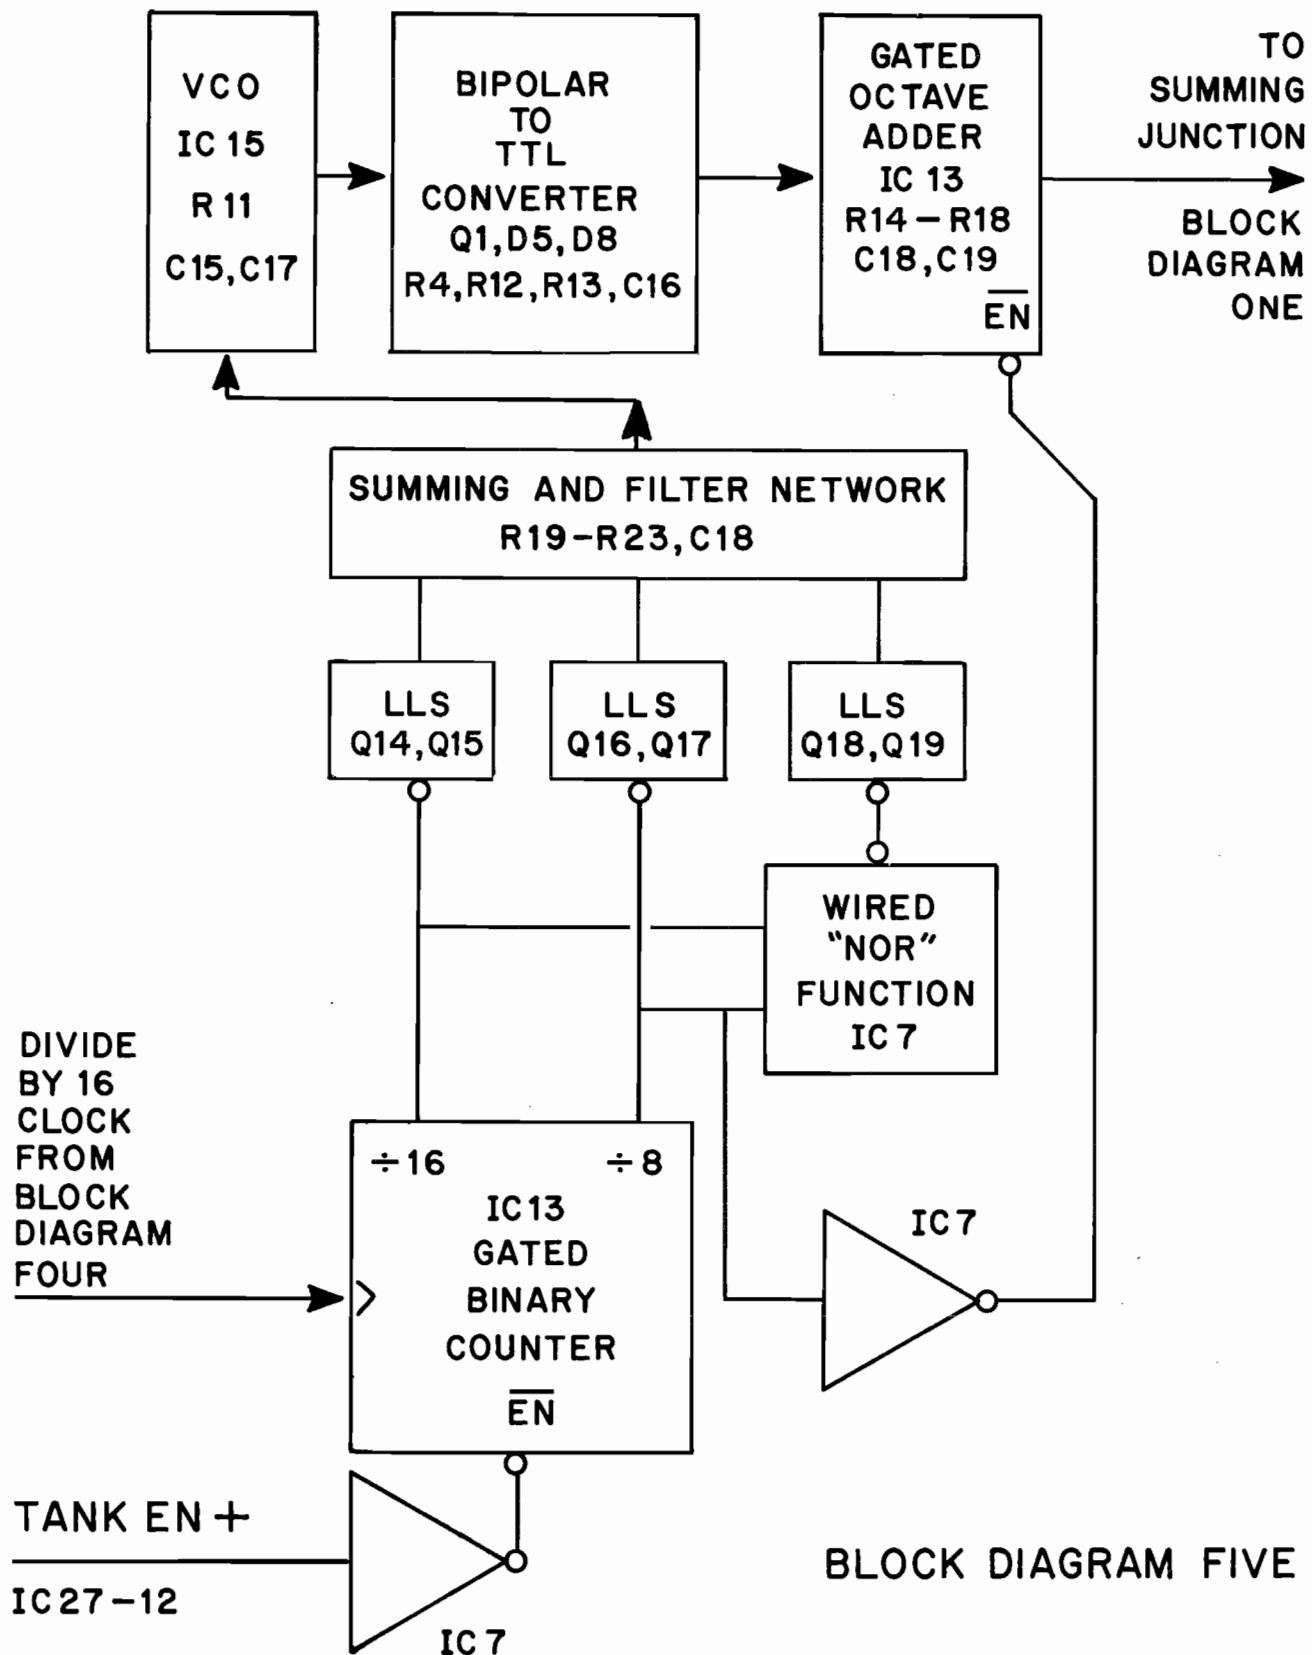 VCO
IC 15
R 11
C15, C17
BIPOLAR
TO
TTL
CONVERTER
Q1, D5, D8
R4, R12, R13, C16
GATED
OCTAVE
ADDER
IC 13
R14-R18
C18, C19
EN
TO
SUMMING
JUNCTION
BLOCK
DIAGRAM
ONE
SUMMING AND FILTER NETWORK
R19-R23, C18
LLS
Q14, Q15
LLS
Q16, Q17
LLS
Q18, Q19
WIRED
"NOR"
FUNCTION
IC 7
DIVIDE
BY 16
CLOCK
FROM
BLOCK
DIAGRAM
FOUR
÷16
÷8
IC13
GATED
BINARY
COUNTER
EN
IC 7
TANK EN +
IC27-12
IC 7
BLOCK DIAGRAM FIVE